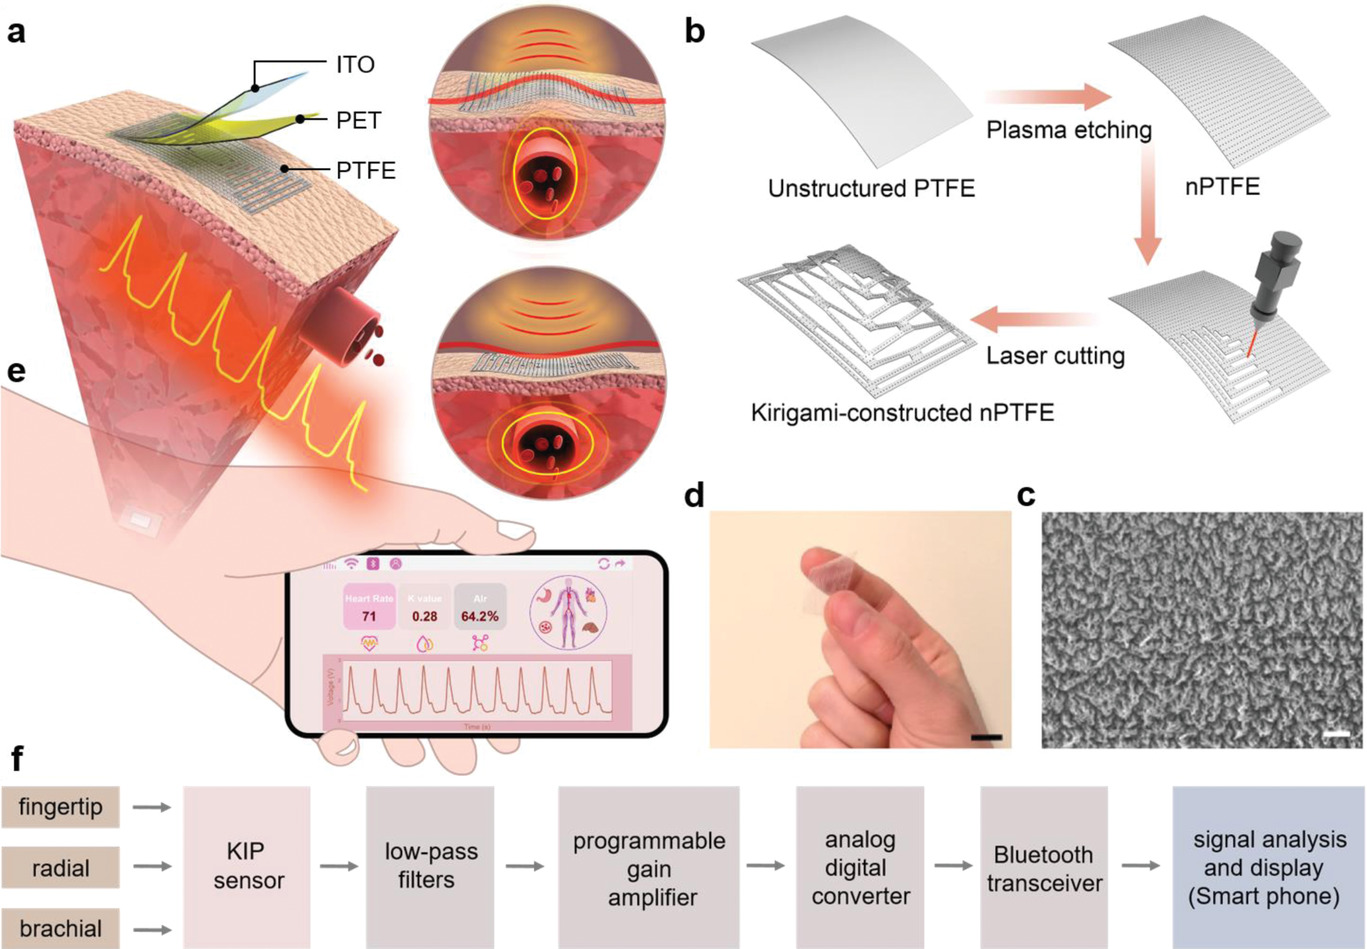 a
ITO
PET
PTFE
b
Plasma etching
Unstructured PTFE
nPTFE
Laser cutting
Kirigami-constructed nPTFE
e
Heart Rate
71
K value
0.28
AIr
64.2%
Voltage (V)
Time (s)
d
c
f
fingertip
radial
brachial
KIP
sensor
low-pass
filters
programmable
gain
amplifier
analog
digital
converter
Bluetooth
transceiver
signal analysis
and display
(Smart phone)